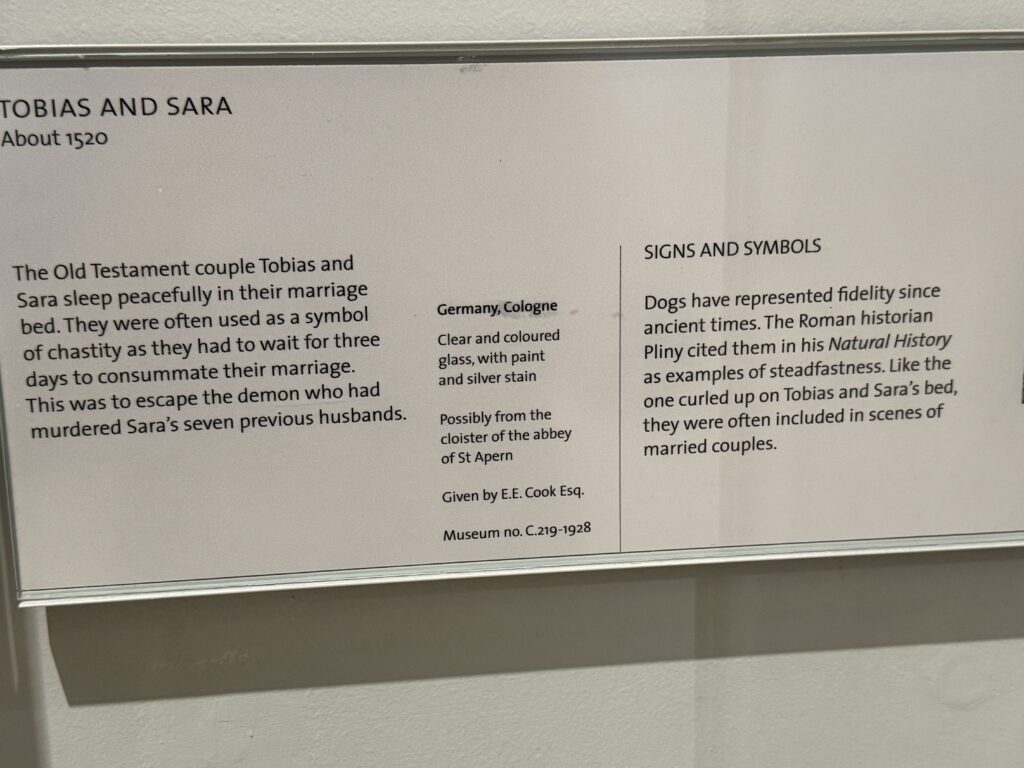 TOBIAS AND SARA
About 1520
The Old Testament couple Tobias and
Sara sleep peacefully in their marriage
bed. They were often used as a symbol
of chastity as they had to wait for three
days to consummate their marriage.
This was to escape the demon who had
murdered Sara's seven previous husbands.
Germany, Cologne
Clear and coloured
glass, with paint
and silver stain
Possibly from the
cloister of the abbey
of St Apern
Given by E.E. Cook Esq.
Museum no. C.219-1928
SIGNS AND SYMBOLS
Dogs have represented fidelity since
ancient times. The Roman historian
Pliny cited them in his Natural History
as examples of steadfastness. Like the
one curled up on Tobias and Sara's bed,
they were often included in scenes of
married couples.